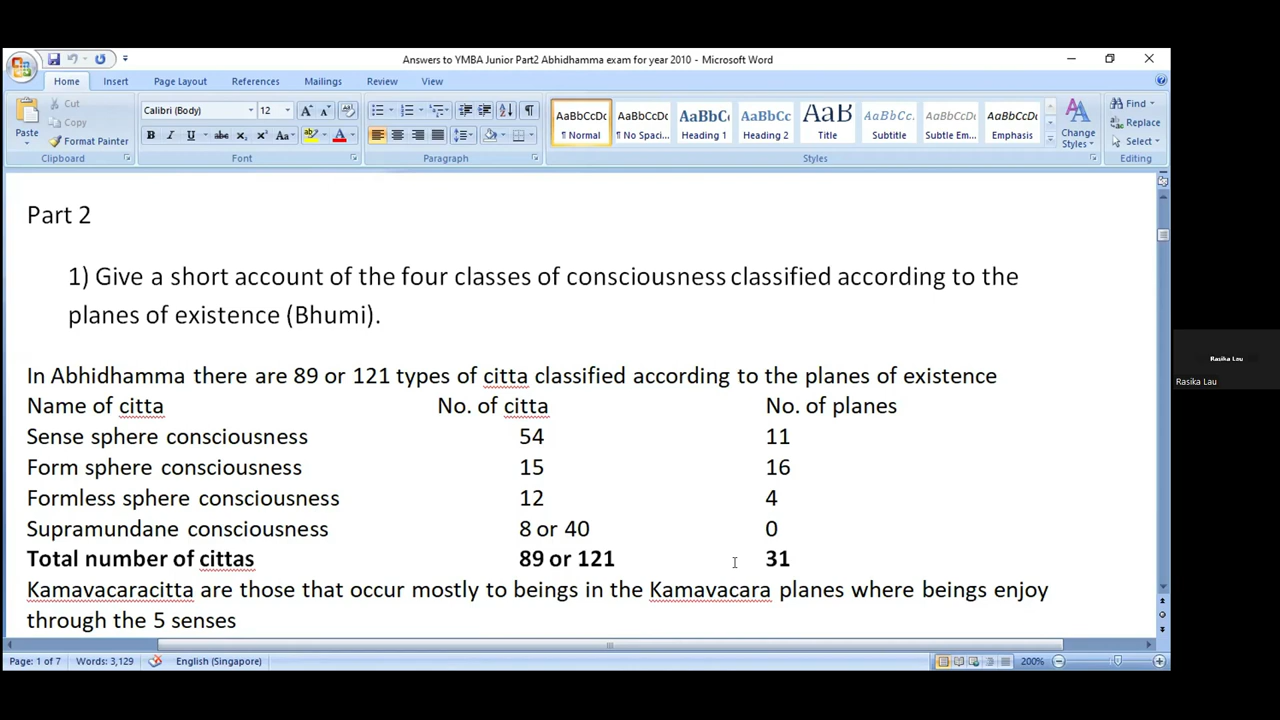 Answers to YMBA Junior Part2 Abhidhamma exam for year 2010 - Microsoft Word
Home Insert Page Layout References Mailings Review View
Cut
Copy
Format Painter
Paste
Calibri (Body) 12
AaBbCcDc AaBbCcDc AaBbC AaBbCc AaB AaBbCc. AaBbCcDc AaBbCcDc
¶ Normal ¶ No Spaci... Heading 1 Heading 2 Title Subtitle Subtle Em... Emphasis
Change Styles
Find
Replace
Select
Clipboard Font Paragraph Styles Editing
Part 2
1) Give a short account of the four classes of consciousness classified according to the
planes of existence (Bhumi).
In Abhidhamma there are 89 or 121 types of citta classified according to the planes of existence
Name of citta No. of citta No. of planes
Sense sphere consciousness 54 11
Form sphere consciousness 15 16
Formless sphere consciousness 12 4
Supramundane consciousness 8 or 40 0
Total number of cittas 89 or 121 31
Kamavacaracitta are those that occur mostly to beings in the Kamavacara planes where beings enjoy
through the 5 senses
Page: 1 of 7 Words: 3,129 English (Singapore) 200%
Rasika Lau
Rasika Lau